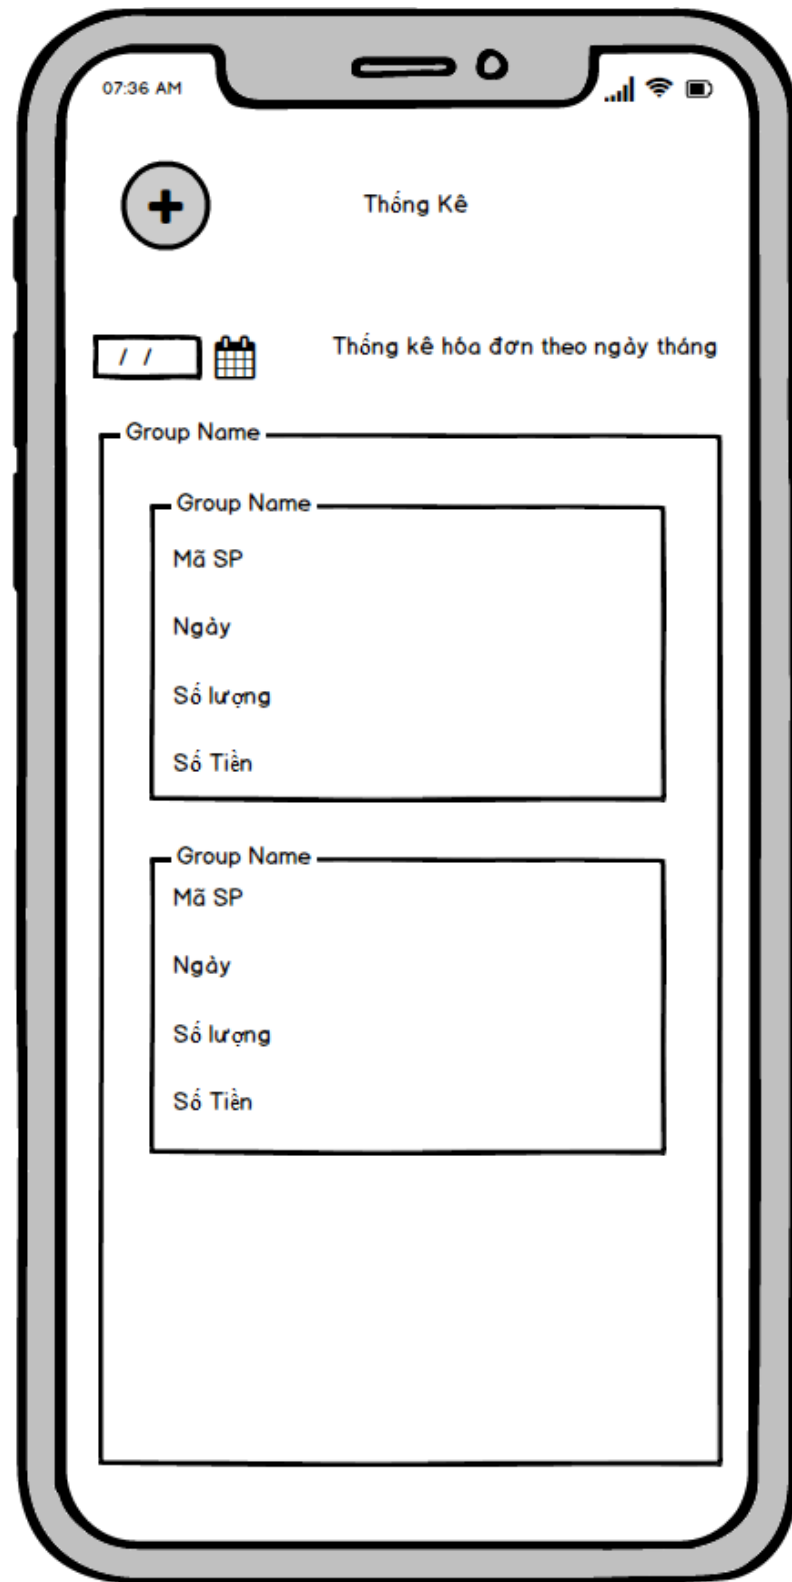 07:36 AM
Thống Kê
/ /
Thống kê hóa đơn theo ngày tháng
Group Name
Group Name
Mã SP
Ngày
Số lượng
Số Tiền
Group Name
Mã SP
Ngày
Số lượng
Số Tiền